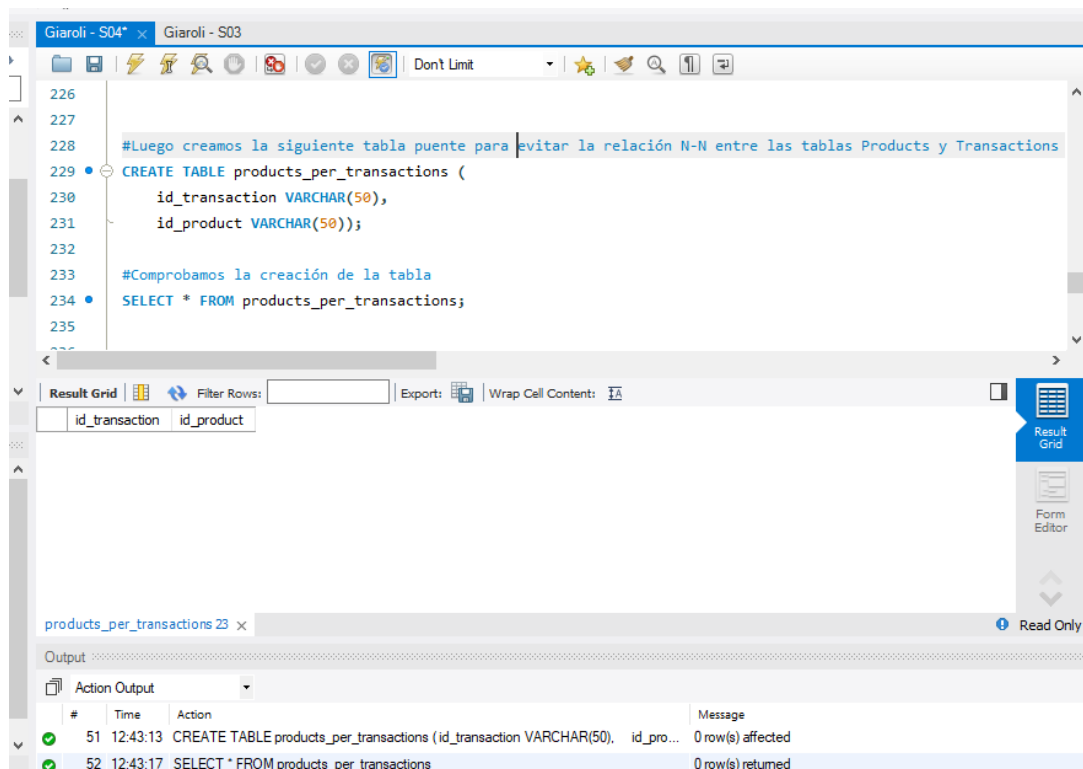 Giaroli - S04* × Giaroli - S03
Don't Limit
226
227
228 #Luego creamos la siguiente tabla puente para evitar la relación N-N entre las tablas Products y Transactions
229 CREATE TABLE products_per_transactions (
230 id_transaction VARCHAR(50),
231 id_product VARCHAR(50));
232
233 #Comprobamos la creación de la tabla
234 SELECT * FROM products_per_transactions;
235
Result Grid Filter Rows: Export: Wrap Cell Content: IA
id_transaction id_product
Result
Grid
Form
Editor
products_per_transactions 23 × Read Only
Output
Action Output
# Time Action Message
51 12:43:13 CREATE TABLE products_per_transactions ( id_transaction VARCHAR(50), id_pro... 0 row(s) affected
52 12:43:17 SELECT * FROM products_per_transactions 0 row(s) returned